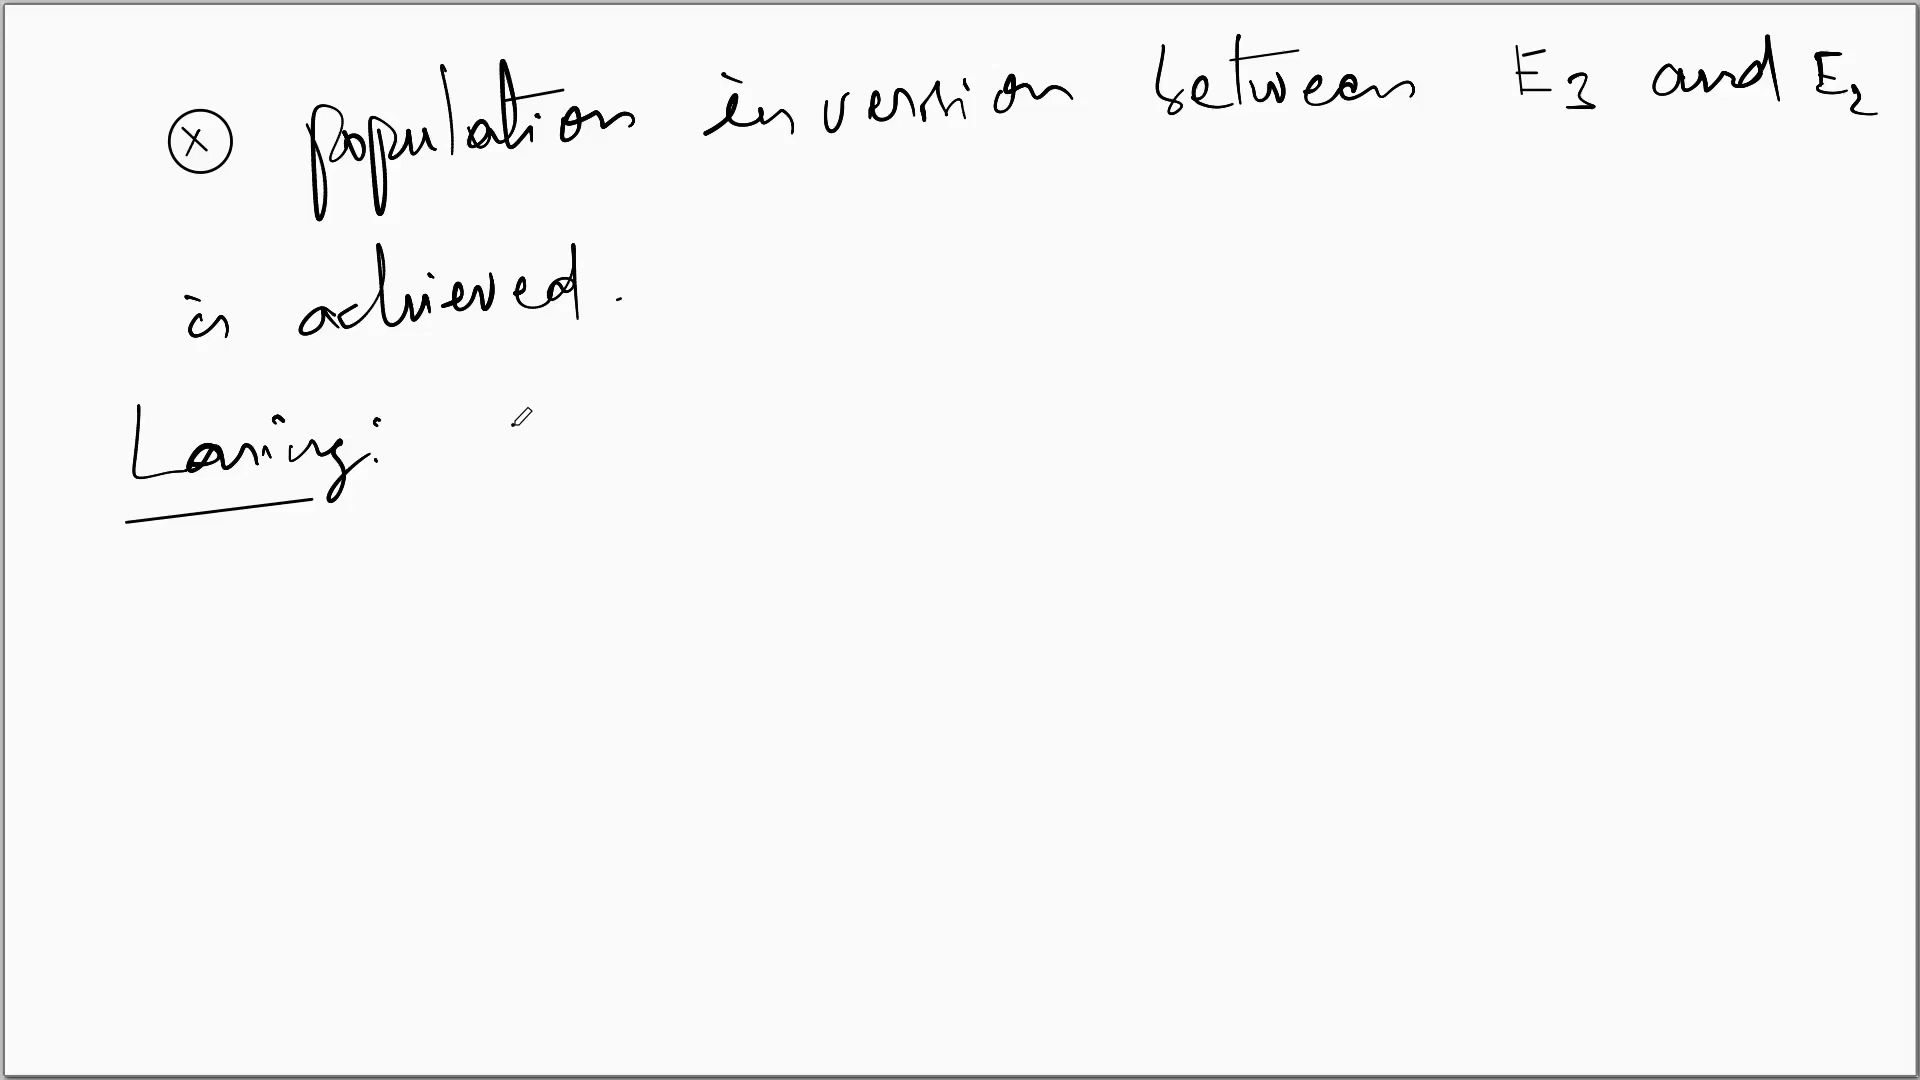 ⓧ population inversion between E₃ and E₂
is achieved.
Lasing: